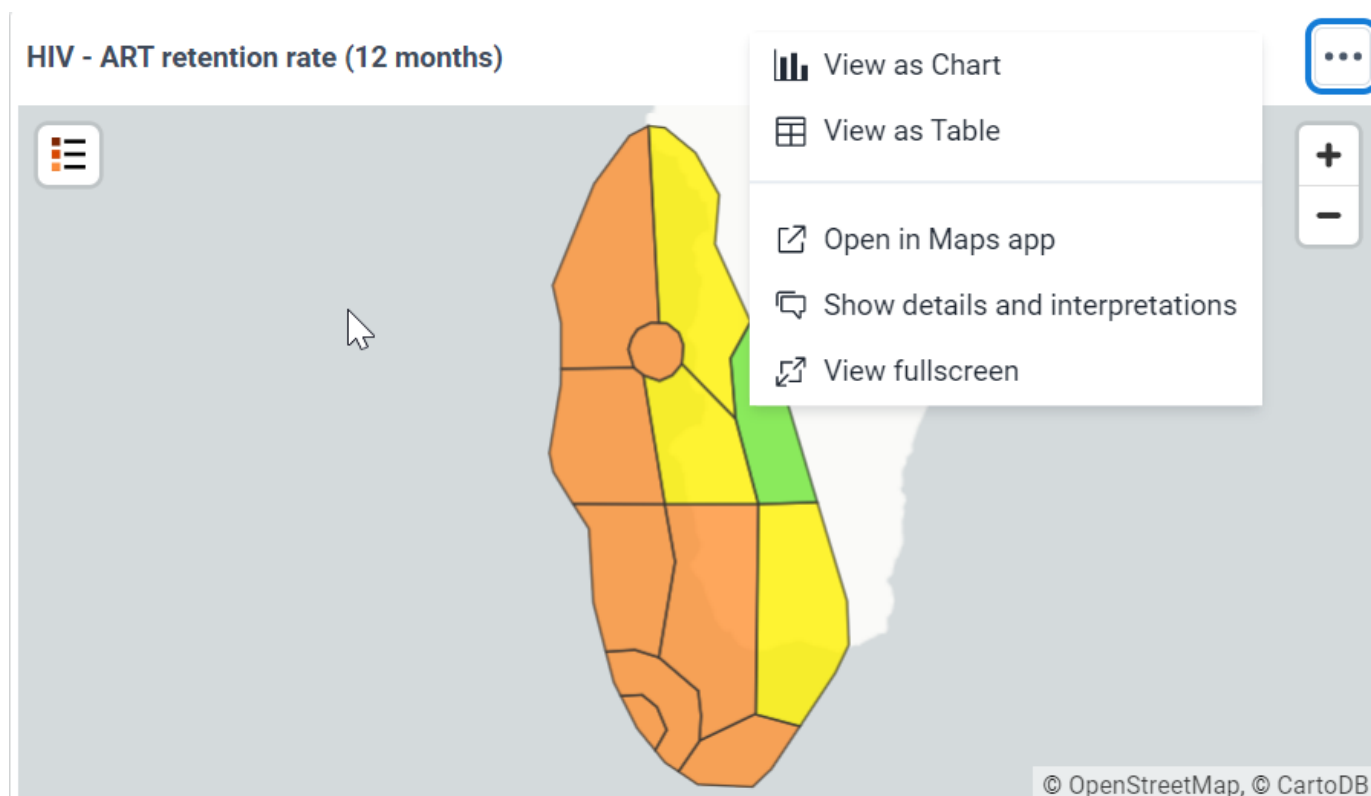 HIV - ART retention rate (12 months)
View as Chart
View as Table
Open in Maps app
Show details and interpretations
View fullscreen
© OpenStreetMap, © CartoDB